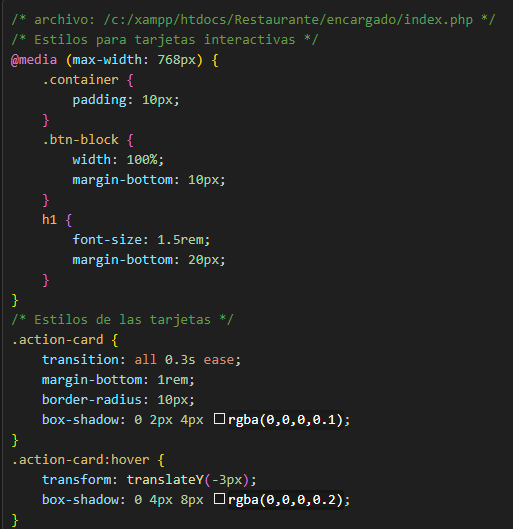 /* archivo: /c:/xampp/htdocs/Restaurante/encargado/index.php */
/* Estilos para tarjetas interactivas */
@media (max-width: 768px) {
    .container {
        padding: 10px;
    }
    .btn-block {
        width: 100%;
        margin-bottom: 10px;
    }
    h1 {
        font-size: 1.5rem;
        margin-bottom: 20px;
    }
}
/* Estilos de las tarjetas */
.action-card {
    transition: all 0.3s ease;
    margin-bottom: 1rem;
    border-radius: 10px;
    box-shadow: 0 2px 4px rgba(0,0,0,0.1);
}
.action-card:hover {
    transform: translateY(-3px);
    box-shadow: 0 4px 8px rgba(0,0,0,0.2);
}